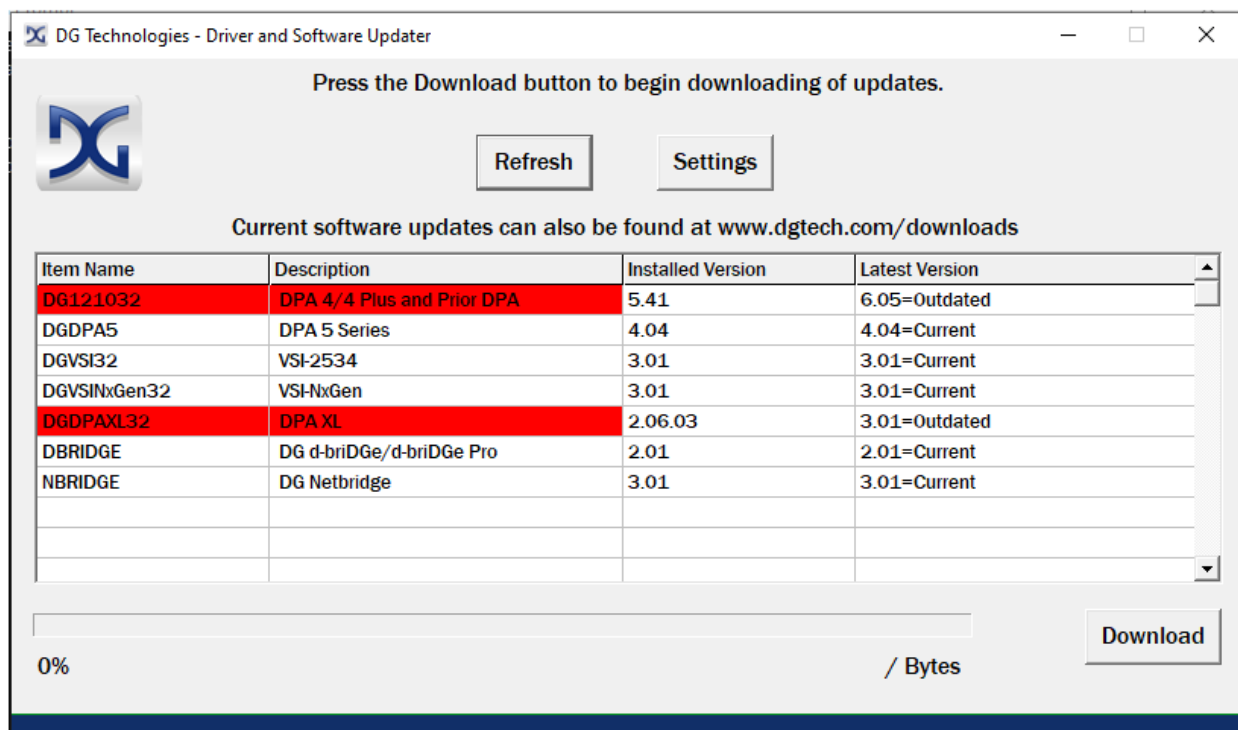 DG Technologies - Driver and Software Updater
Press the Download button to begin downloading of updates.
DG
Refresh Settings
Current software updates can also be found at www.dgtech.com/downloads
Item Name Description Installed Version Latest Version
DG121032 DPA 4/4 Plus and Prior DPA 5.41 6.05=Outdated
DGDPA5 DPA 5 Series 4.04 4.04=Current
DGVSI32 VSI-2534 3.01 3.01=Current
DGVSINxGen32 VSI-NxGen 3.01 3.01=Current
DGDPAXL32 DPA XL 2.06.03 3.01=Outdated
DBRIDGE DG d-briDGe/d-briDGe Pro 2.01 2.01=Current
NBRIDGE DG Netbridge 3.01 3.01=Current
Download
0% / Bytes